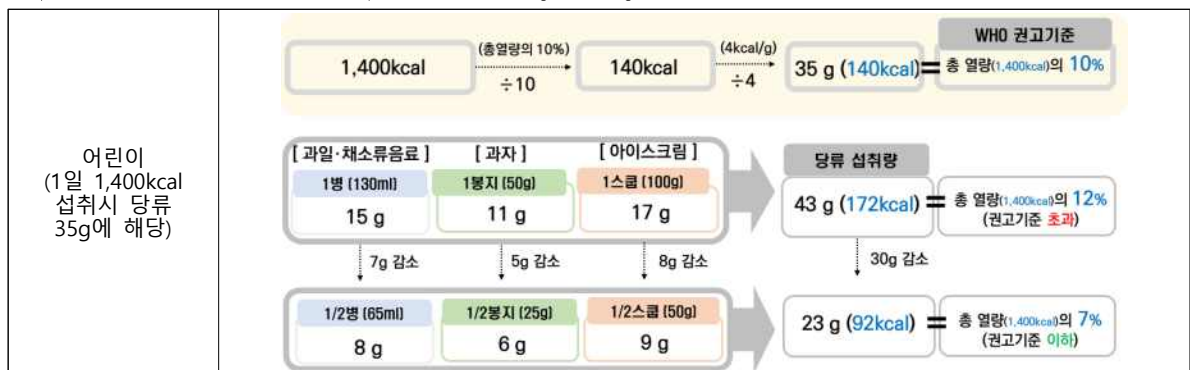 어린이
(1일 1,400kcal
섭취시 당류
35g에 해당)
WHO 권고기준
1,400kcal (총열량의 10%) ÷10 140kcal (4kcal/g) ÷4 35 g (140kcal) = 총 열량(1,400kcal)의 10%
[ 과일·채소류음료 ] [ 과자 ] [ 아이스크림 ] 당류 섭취량
1병 (130ml) 1봉지 (50g) 1스쿱 (100g)
15 g 11 g 17 g 43 g (172kcal) = 총 열량(1,400kcal)의 12%
(권고기준 초과)
7g 감소 5g 감소 8g 감소 30g 감소
1/2병 (65ml) 1/2봉지 (25g) 1/2스쿱 (50g)
8 g 6 g 9 g 23 g (92kcal) = 총 열량(1,400kcal)의 7%
(권고기준 이하)